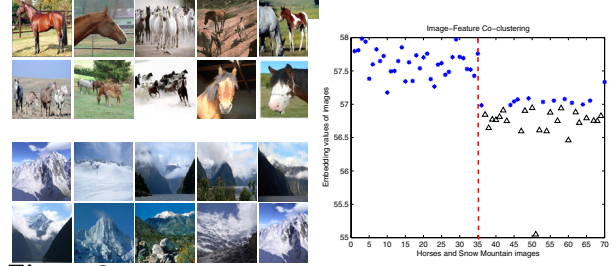 Image-Feature Co-clustering
Embedding values of images
58
57.5
57
56.5
56
55.5
55
0 5 10 15 20 25 30 35 40 45 50 55 60 65 70
Horses and Snow Mountain images